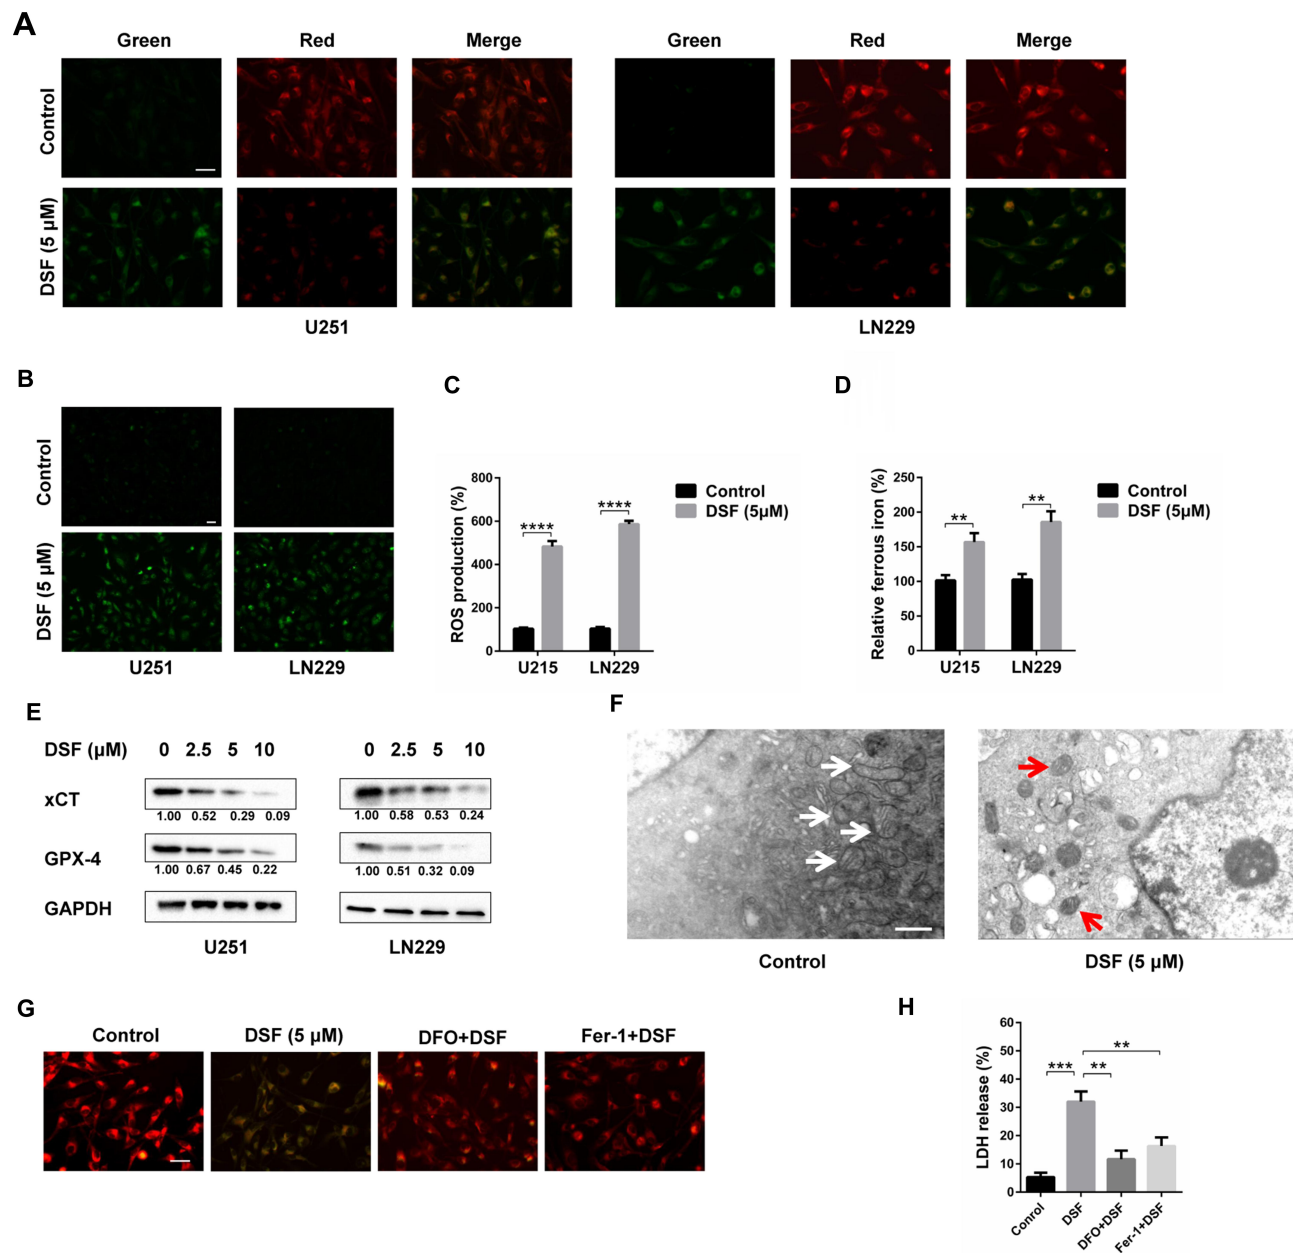 A
Green Red Merge Green Red Merge
Control
DSF (5 µM)
U251 LN229
B
Control
DSF (5 µM)
U251 LN229
C
ROS production (%)
800
600
400
200
0
****
****
U215 LN229
Control
DSF (5µM)
D
Relative ferrous iron (%)
250
200
150
100
50
0
**
**
U215 LN229
Control
DSF (5µM)
E
DSF (µM) 0 2.5 5 10 0 2.5 5 10
xCT
1.00 0.52 0.29 0.09 1.00 0.58 0.53 0.24
GPX-4
1.00 0.67 0.45 0.22 1.00 0.51 0.32 0.09
GAPDH
U251 LN229
F
Control DSF (5 µM)
G
Control DSF (5 µM) DFO+DSF Fer-1+DSF
H
LDH release (%)
60
50
40
30
20
10
0
***
**
**
Conrol DSF DFO+DSF Fer-1+DSF